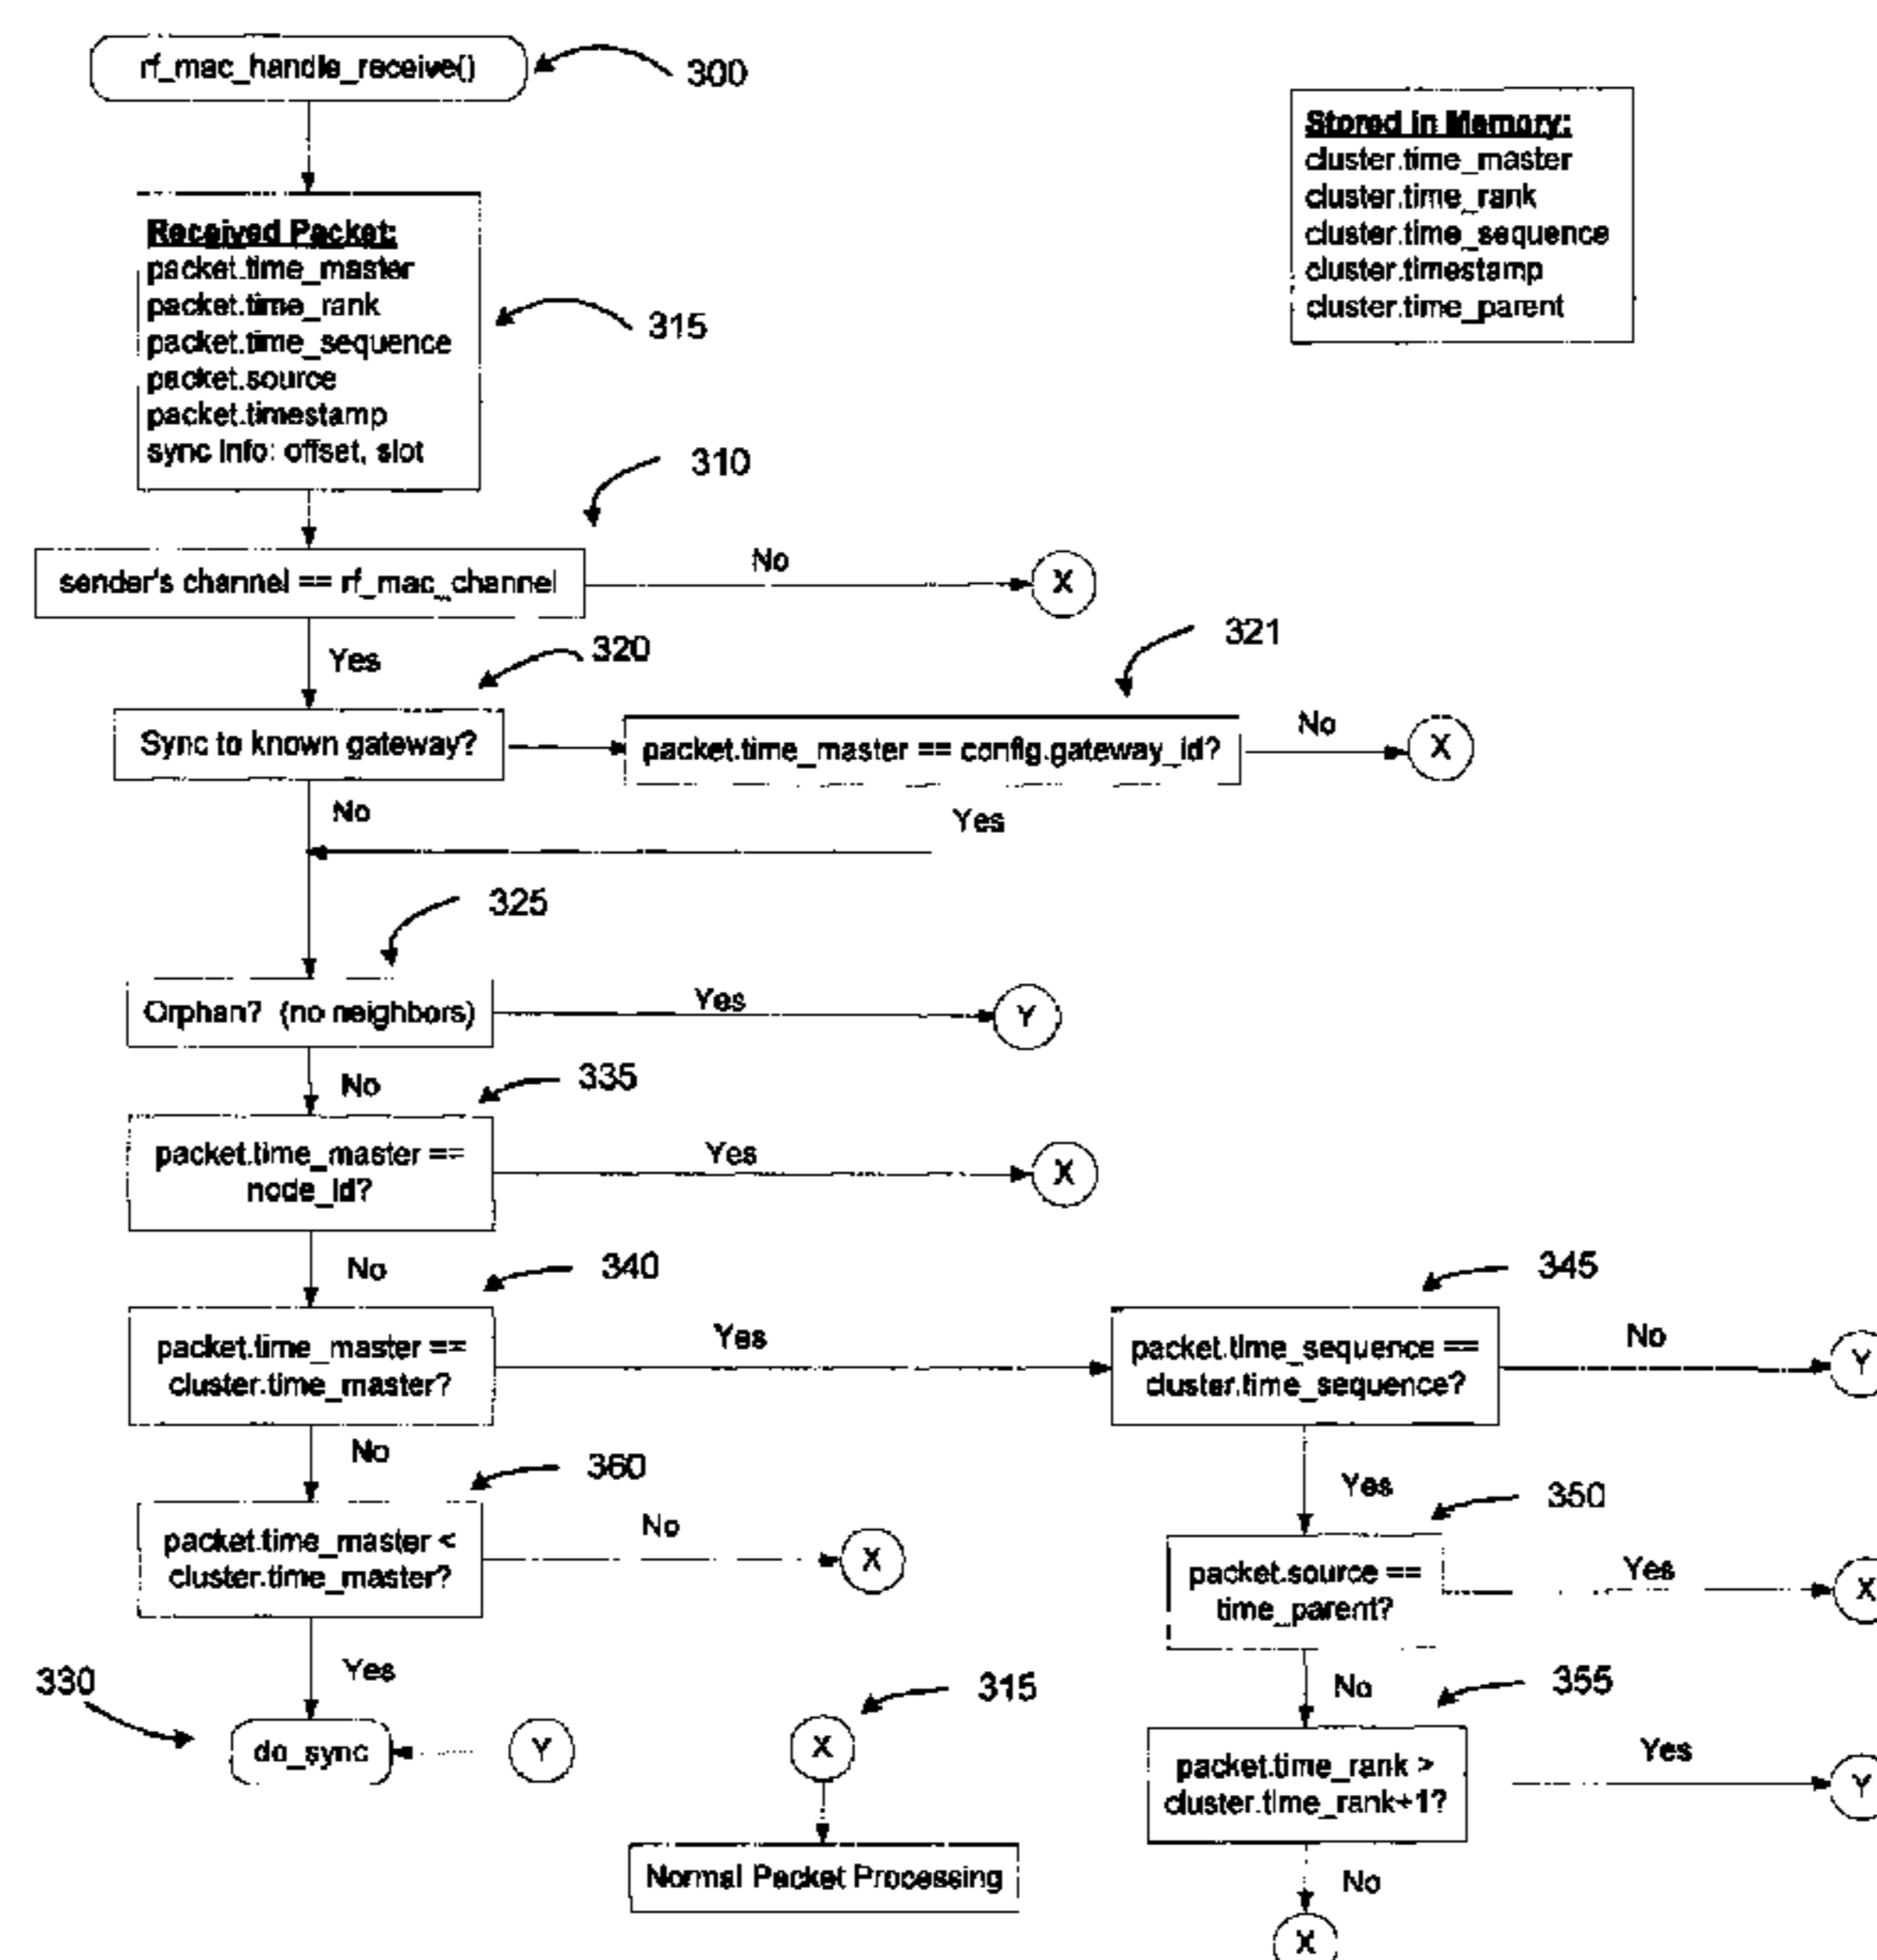 rf_mac_handle_receive()
300
Stored in Memory:
cluster.time_master
cluster.time_rank
cluster.time_sequence
cluster.timestamp
cluster.time_parent
Received Packet:
packet.time_master
packet.time_rank
packet.time_sequence
packet.source
packet.timestamp
sync info: offset, slot
315
310
sender's channel == rf_mac_channel
No
X
Yes
320
321
Sync to known gateway?
packet.time_master == config.gateway_id?
No
X
No
Yes
325
Orphan? (no neighbors)
Yes
Y
No
335
packet.time_master ==
node_id?
Yes
X
No
340
345
packet.time_master ==
cluster.time_master?
Yes
packet.time_sequence ==
cluster.time_sequence?
No
Y
No
360
Yes
350
packet.time_master <
cluster.time_master?
No
X
packet.source ==
time_parent?
Yes
X
330
Yes
315
No
355
do_sync
Y
X
packet.time_rank >
cluster.time_rank+1?
Yes
Y
Normal Packet Processing
No
X